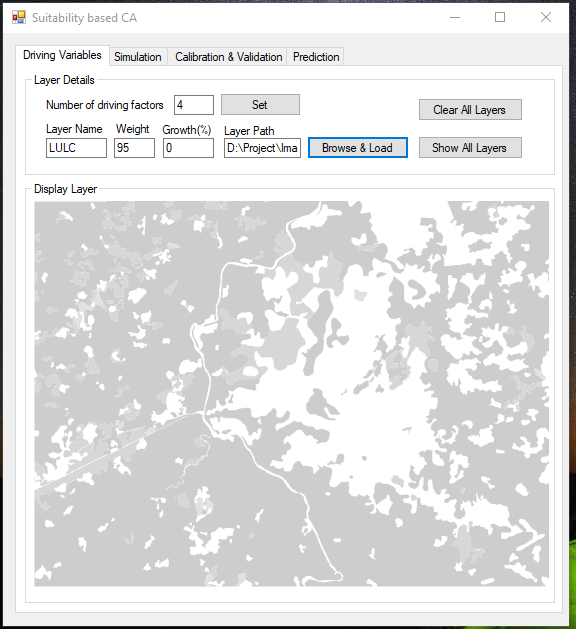 Suitability based CA
Driving Variables Simulation Calibration & Validation Prediction
Layer Details
Number of driving factors 4 Set Clear All Layers
Layer Name Weight Growth(%) Layer Path
LULC 95 0 D:\Project\Ima Browse & Load Show All Layers
Display Layer